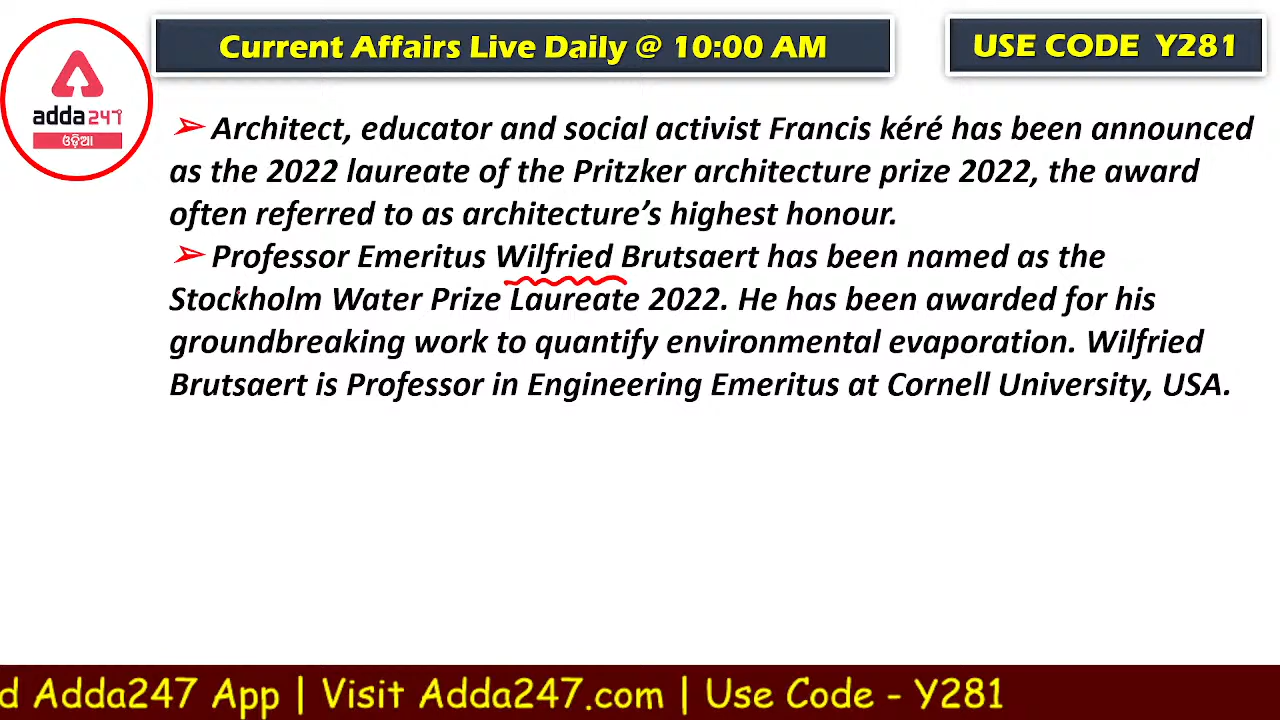 Current Affairs Live Daily @ 10:00 AM
USE CODE Y281
adda247
ଓଡ଼ିଆ
➢ Architect, educator and social activist Francis kéré has been announced
as the 2022 laureate of the Pritzker architecture prize 2022, the award
often referred to as architecture’s highest honour.
➢ Professor Emeritus Wilfried Brutsaert has been named as the
Stockholm Water Prize Laureate 2022. He has been awarded for his
groundbreaking work to quantify environmental evaporation. Wilfried
Brutsaert is Professor in Engineering Emeritus at Cornell University, USA.
d Adda247 App | Visit Adda247.com | Use Code - Y281